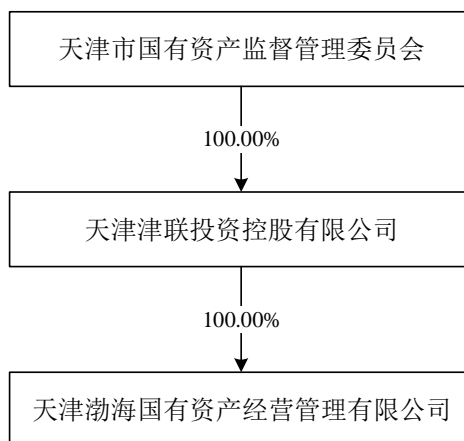 天津市国有资产监督管理委员会
100.00%
天津津联投资控股有限公司
100.00%
天津渤海国有资产经营管理有限公司